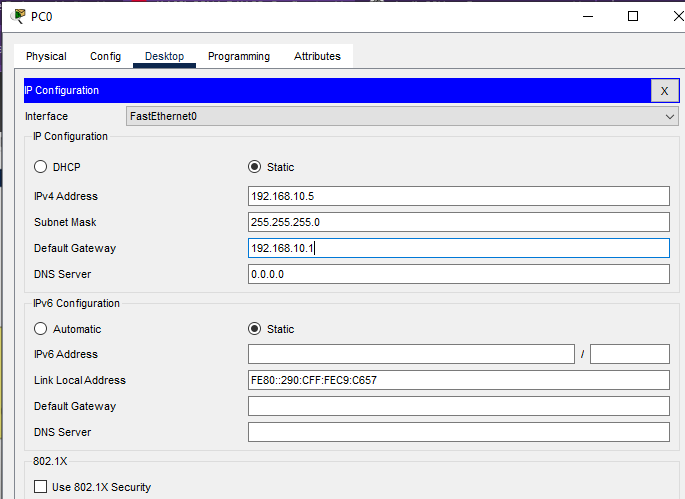 PC0
Physical Config Desktop Programming Attributes
IP Configuration X
Interface FastEthernet0
IP Configuration
DHCP Static
IPv4 Address 192.168.10.5
Subnet Mask 255.255.255.0
Default Gateway 192.168.10.1
DNS Server 0.0.0.0
IPv6 Configuration
Automatic Static
IPv6 Address /
Link Local Address FE80::290:CFF:FEC9:C657
Default Gateway
DNS Server
802.1X
Use 802.1X Security